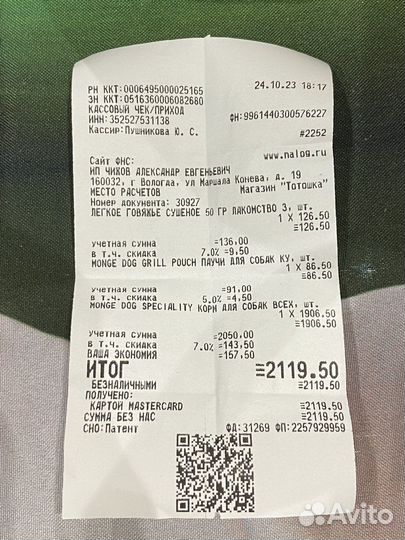 РН ККТ:0006495000025165 24.10.23 18:17
ЗН ККТ:0516360006082680
КАССОВЫЙ ЧЕК/ПРИХОД
ИНН:352527531138 ФН:9961440300576227
Кассир:Пушникова Ю. С. #2252
Сайт ФНС: www.nalog.ru
ИП ЧИХОВ АЛЕКСАНДР ЕВГЕНЬЕВИЧ
160032, г Вологда, ул Маршала Конева, д. 19
МЕСТО РАСЧЕТОВ Магазин "Тотошка"
Номер документа: 30927
ЛЕГКОЕ ГОВЯЖЬЕ СУШЕНОЕ 50 ГР ЛАКОМСТВО З, шт.
1 X 126.50
≡126.50
учетная сумма =136,00
в т.ч. скидка 7.0% =9,50
MONGE DOG GRILL POUCH ПАУЧИ ДЛЯ СОБАК КУ, шт.
1 X 86.50
≡86.50
учетная сумма =91,00
в т.ч. скидка 5.0% =4,50
MONGE DOG SPECIALITY КОРМ ДЛЯ СОБАК ВСЕХ, шт.
1 X 1906.50
≡1906.50
учетная сумма =2050,00
в т.ч. скидка 7.0% =143,50
ВАША ЭКОНОМИЯ =157,50
ИТОГ ≡2119.50
БЕЗНАЛИЧНЫМИ ≡2119.50
ПОЛУЧЕНО:
КАРТОЙ MASTERCARD =2119.50
СУММА БЕЗ НДС ≡2119.50
СНО:Патент ФД:31269 ФП:2257929959
Avito